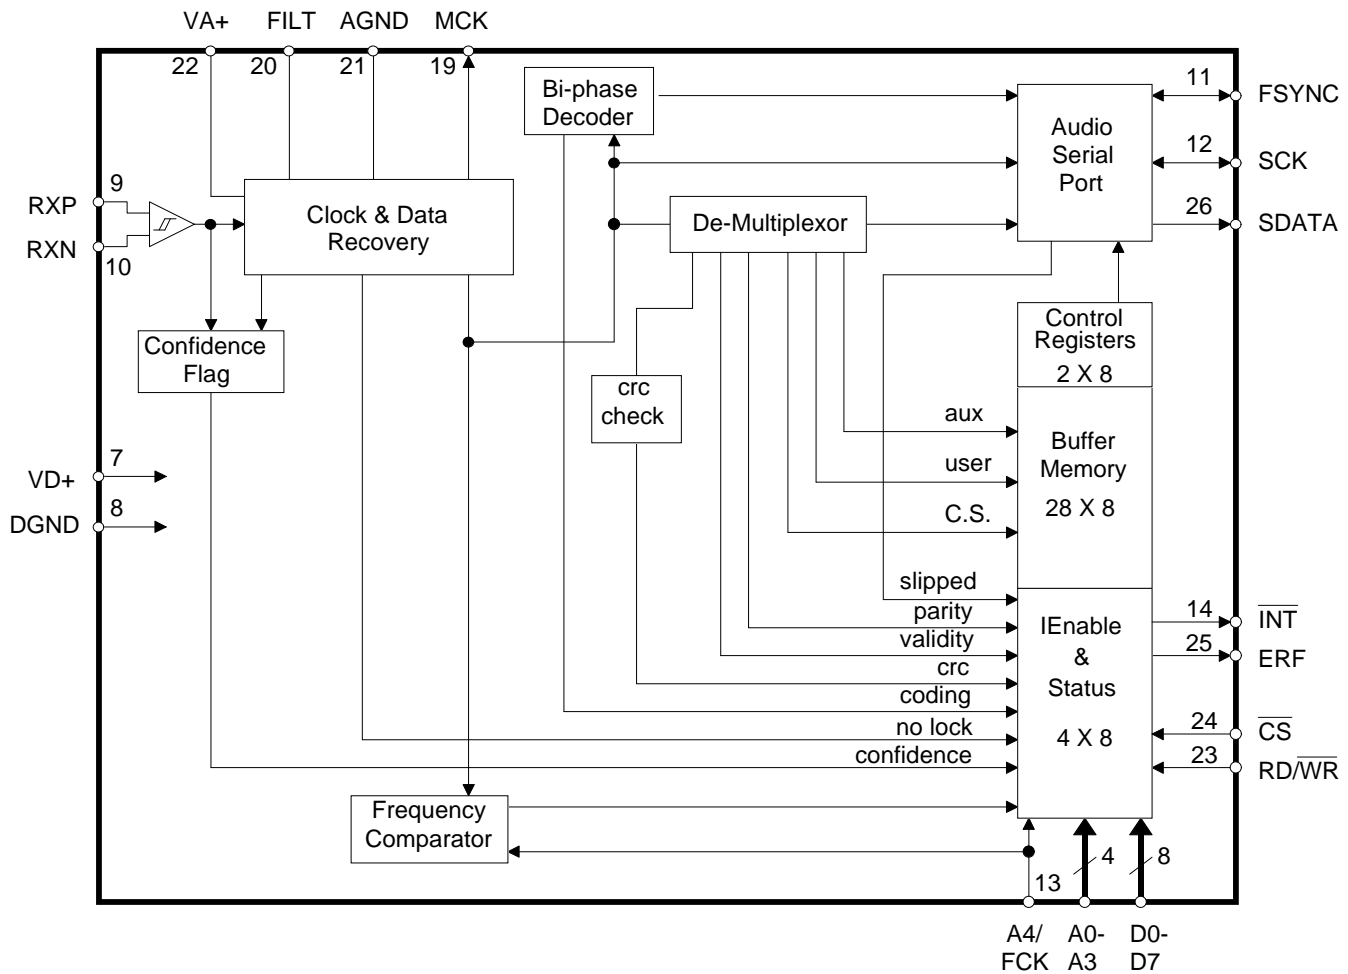 VA+ FILT AGND MCK
22 20 21 19
Bi-phase
Decoder
Audio
Serial
Port
11 FSYNC
12 SCK
26 SDATA
RXP 9
RXN 10
Clock & Data
Recovery
De-Multiplexor
Confidence
Flag
Control
Registers
2 X 8
crc
check
aux
user
C.S.
Buffer
Memory
28 X 8
VD+ 7
DGND 8
slipped
parity
validity
crc
coding
no lock
confidence
IEnable
&
Status
4 X 8
14 INT
25 ERF
24 CS
23 RD/WR
Frequency
Comparator
13 4 8
A4/ A0- D0-
FCK A3 D7